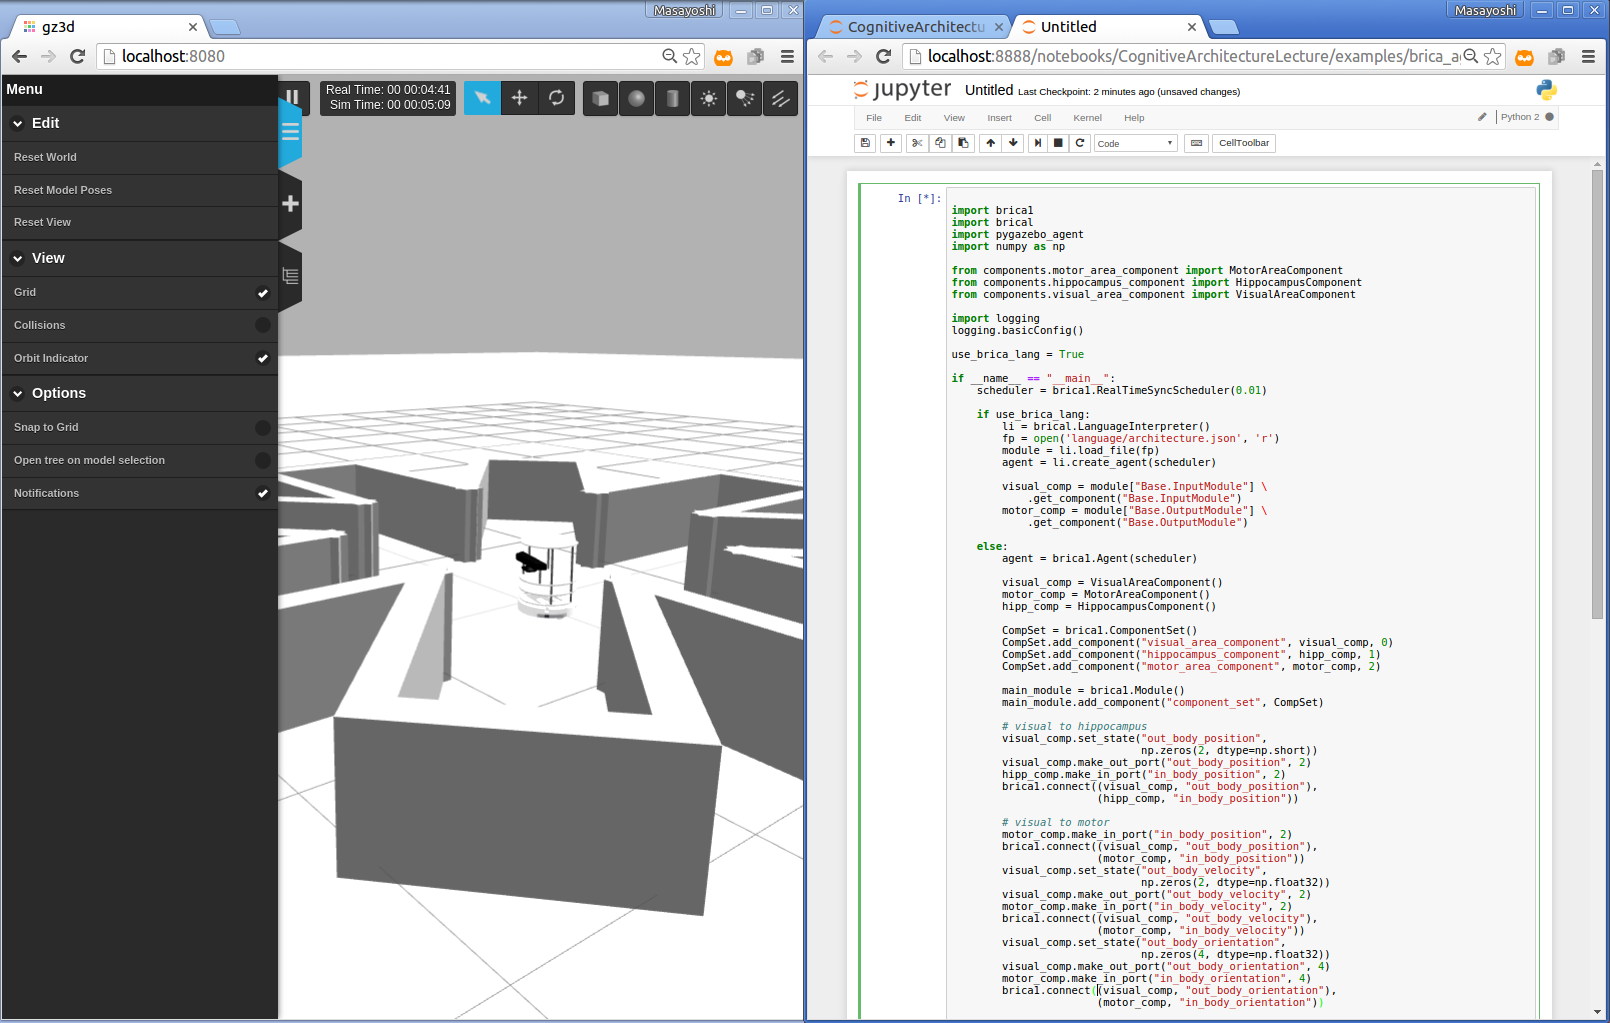 Masayoshi
gz3d
localhost:8080
Menu
Edit
Reset World
Reset Model Poses
Reset View
View
Grid
Collisions
Orbit Indicator
Options
Snap to Grid
Open tree on model selection
Notifications
Real Time: 00 00:04:41
Sim Time: 00 00:05:09
Masayoshi
CognitiveArchitectu
Untitled
localhost:8888/notebooks/CognitiveArchitectureLecture/examples/brica_a
jupyter Untitled Last Checkpoint: 2 minutes ago (unsaved changes)
File Edit View Insert Cell Kernel Help
Python 2
Code
CellToolbar
In [*]:
import brica1
import brical
import pygazebo_agent
import numpy as np
from components.motor_area_component import MotorAreaComponent
from components.hippocampus_component import HippocampusComponent
from components.visual_area_component import VisualAreaComponent
import logging
logging.basicConfig()
use_brica_lang = True
if __name__ == "__main__":
scheduler = brica1.RealTimeSyncScheduler(0.01)
if use_brica_lang:
li = brical.LanguageInterpreter()
fp = open('language/architecture.json', 'r')
module = li.load_file(fp)
agent = li.create_agent(scheduler)
visual_comp = module["Base.InputModule"] \
.get_component("Base.InputModule")
motor_comp = module["Base.OutputModule"] \
.get_component("Base.OutputModule")
else:
agent = brica1.Agent(scheduler)
visual_comp = VisualAreaComponent()
motor_comp = MotorAreaComponent()
hipp_comp = HippocampusComponent()
CompSet = brica1.ComponentSet()
CompSet.add_component("visual_area_component", visual_comp, 0)
CompSet.add_component("hippocampus_component", hipp_comp, 1)
CompSet.add_component("motor_area_component", motor_comp, 2)
main_module = brica1.Module()
main_module.add_component("component_set", CompSet)
# visual to hippocampus
visual_comp.set_state("out_body_position",
np.zeros(2, dtype=np.short))
visual_comp.make_out_port("out_body_position", 2)
hipp_comp.make_in_port("in_body_position", 2)
brica1.connect((visual_comp, "out_body_position"),
(hipp_comp, "in_body_position"))
# visual to motor
motor_comp.make_in_port("in_body_position", 2)
brica1.connect((visual_comp, "out_body_position"),
(motor_comp, "in_body_position"))
visual_comp.set_state("out_body_velocity",
np.zeros(2, dtype=np.float32))
visual_comp.make_out_port("out_body_velocity", 2)
motor_comp.make_in_port("in_body_velocity", 2)
brica1.connect((visual_comp, "out_body_velocity"),
(motor_comp, "in_body_velocity"))
visual_comp.set_state("out_body_orientation",
np.zeros(4, dtype=np.float32))
visual_comp.make_out_port("out_body_orientation", 4)
motor_comp.make_in_port("in_body_orientation", 4)
brica1.connect((visual_comp, "out_body_orientation"),
(motor_comp, "in_body_orientation"))